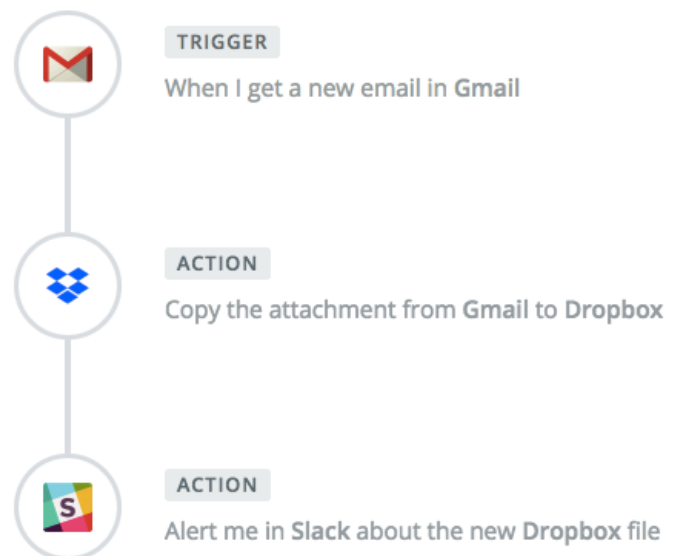 TRIGGER
When I get a new email in Gmail
ACTION
Copy the attachment from Gmail to Dropbox
S
ACTION
Alert me in Slack about the new Dropbox file